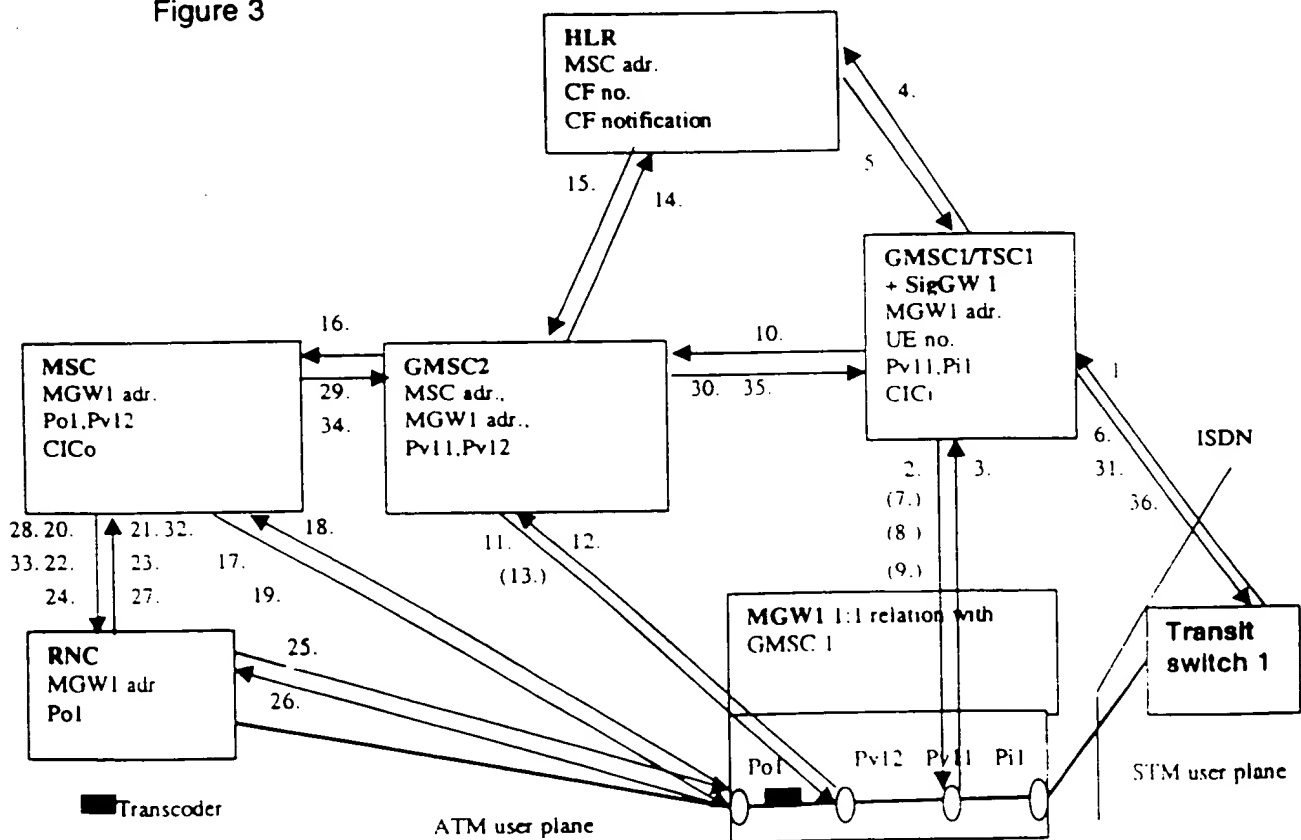 Figure 3
HLR
MSC adr.
CF no.
CF notification
4.
5
15.
14.
GMSC1/TSC1
+ SigGW 1
MGW1 adr.
UE no.
Pv11,Pi1
CICi
16.
10.
1
MSC
MGW1 adr.
Po1,Pv12
CICo
29.
34.
GMSC2
MSC adr.,
MGW1 adr.,
Pv11,Pv12
30. 35.
6.
31.
36.
ISDN
2.
3.
(7.)
(8.)
(9.)
28. 20.
33. 22.
24.
21. 32.
23.
27.
18.
17.
19.
11.
(13.)
12.
MGW1 1:1 relation with
GMSC 1
Transit
switch 1
RNC
MGW1 adr
Po1
25.
26.
Po1
Pv12
Pv11
Pi1
STM user plane
Transcoder
ATM user plane